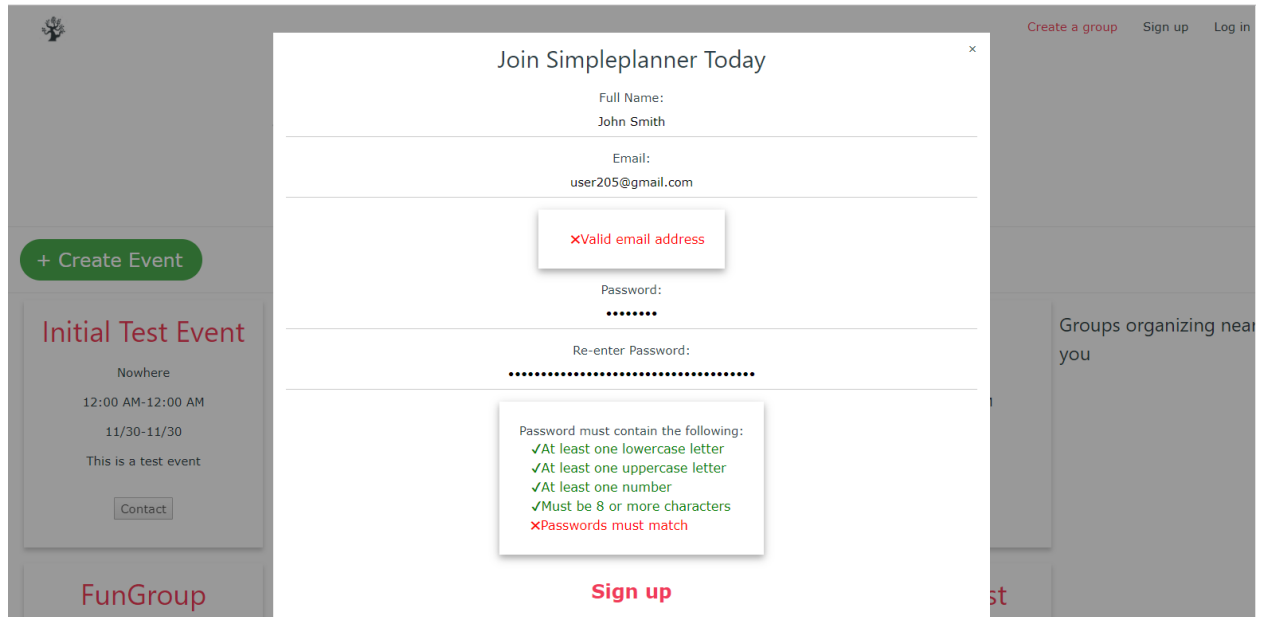 Create a group Sign up Log in
×
Join Simpleplanner Today
Full Name:
John Smith
Email:
user205@gmail.com
✕Valid email address
Password:
••••••••
Re-enter Password:
••••••••••••••••••••••••••••••••••••••
Password must contain the following:
✓At least one lowercase letter
✓At least one uppercase letter
✓At least one number
✓Must be 8 or more characters
✕Passwords must match
Sign up
+ Create Event
Initial Test Event
Nowhere
12:00 AM-12:00 AM
11/30-11/30
This is a test event
Contact
FunGroup
Groups organizing near
you